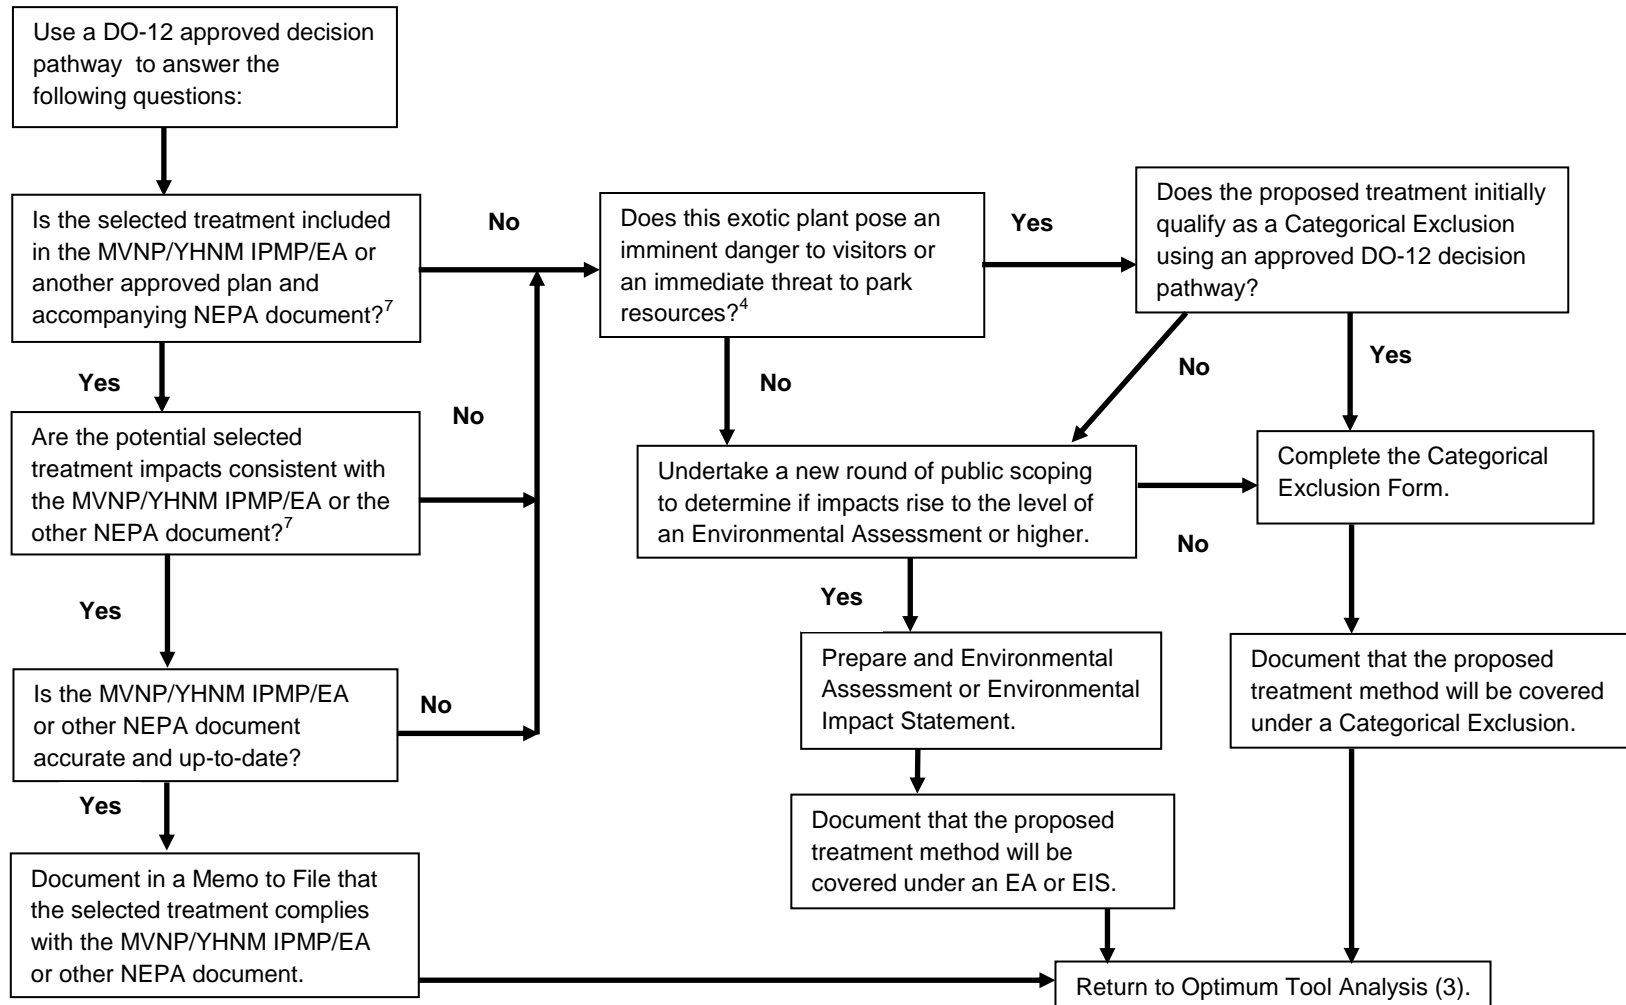 Use a DO-12 approved decision
pathway  to answer the
following questions:
Is the selected treatment included
in the MVNP/YHNM IPMP/EA or
another approved plan and
accompanying NEPA document?⁷
No
Does this exotic plant pose an
imminent danger to visitors or
an immediate threat to park
resources?⁴
Yes
Does the proposed treatment initially
qualify as a Categorical Exclusion
using an approved DO-12 decision
pathway?
Yes
No
No
No
Yes
Are the potential selected
treatment impacts consistent with
the MVNP/YHNM IPMP/EA or the
other NEPA document?⁷
Undertake a new round of public scoping
to determine if impacts rise to the level of
an Environmental Assessment or higher.
Complete the Categorical
Exclusion Form.
No
Yes
Yes
Is the MVNP/YHNM IPMP/EA
or other NEPA document
accurate and up-to-date?
No
Prepare and Environmental
Assessment or Environmental
Impact Statement.
Document that the proposed
treatment method will be covered
under a Categorical Exclusion.
Yes
Document that the proposed
treatment method will be
covered under an EA or EIS.
Document in a Memo to File that
the selected treatment complies
with the MVNP/YHNM IPMP/EA
or other NEPA document.
Return to Optimum Tool Analysis (3).